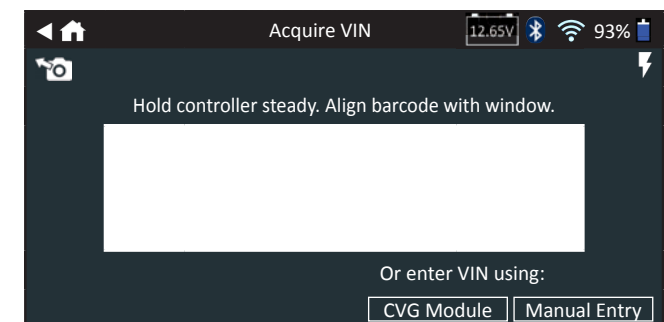 Acquire VIN 12.65V 93%
Hold controller steady. Align barcode with window.
Or enter VIN using:
CVG Module Manual Entry